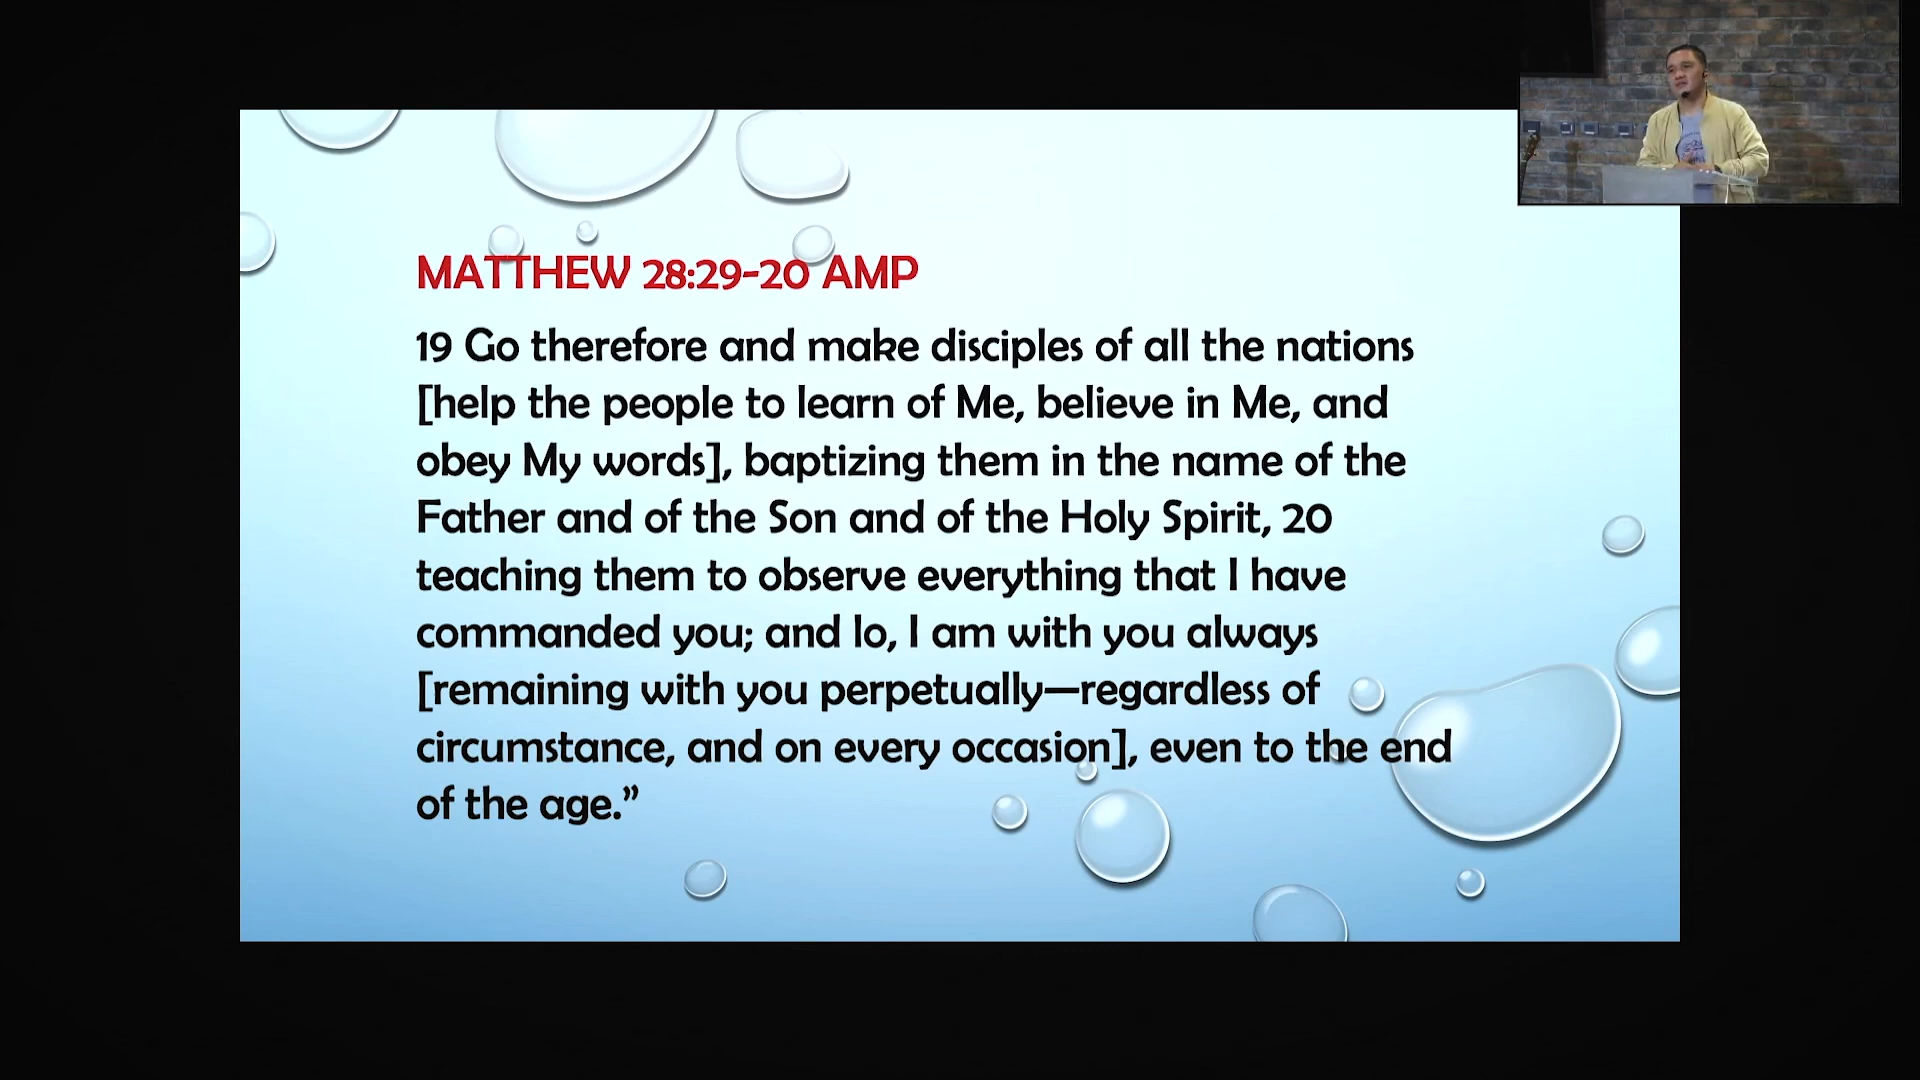 MATTHEW 28:29-20 AMP
19 Go therefore and make disciples of all the nations
[help the people to learn of Me, believe in Me, and
obey My words], baptizing them in the name of the
Father and of the Son and of the Holy Spirit, 20
teaching them to observe everything that I have
commanded you; and lo, I am with you always
[remaining with you perpetually—regardless of
circumstance, and on every occasion], even to the end
of the age.”